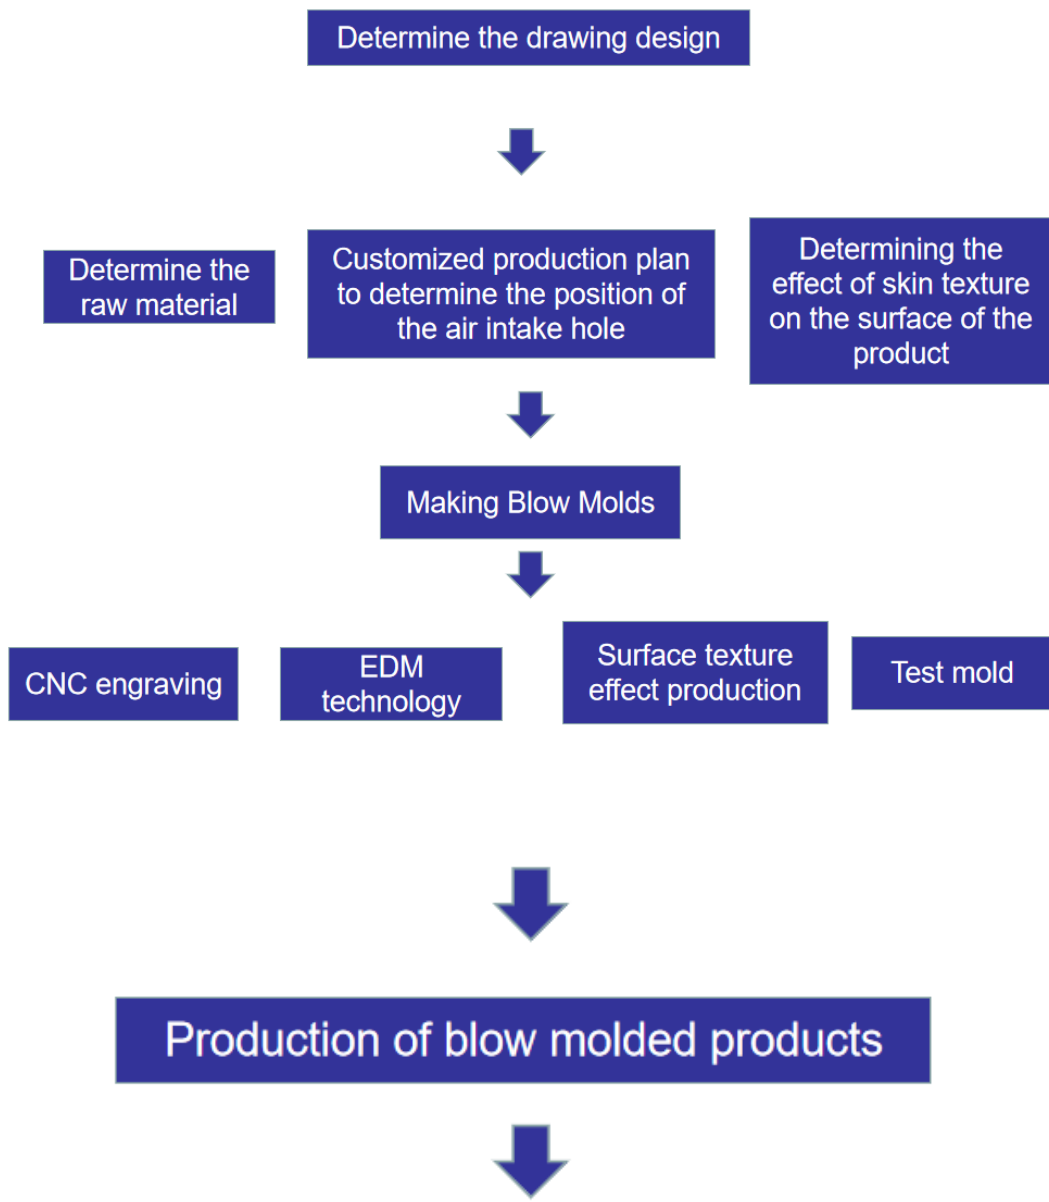 Determine the drawing design
Determine the
raw material
Customized production plan
to determine the position of
the air intake hole
Determining the
effect of skin texture
on the surface of the
product
Making Blow Molds
CNC engraving
EDM
technology
Surface texture
effect production
Test mold
Production of blow molded products